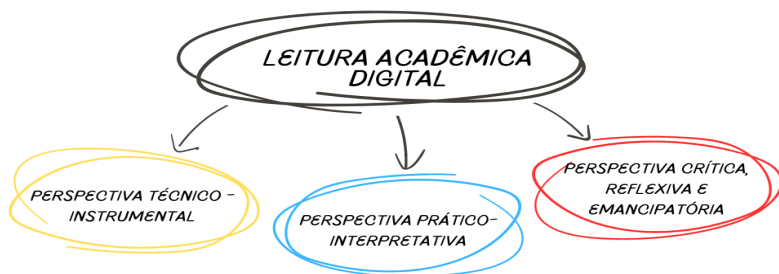 LEITURA ACADÊMICA
DIGITAL
PERSPECTIVA TÉCNICO -
INSTRUMENTAL
PERSPECTIVA PRÁTICO-
INTERPRETATIVA
PERSPECTIVA CRÍTICA,
REFLEXIVA E
EMANCIPATÓRIA